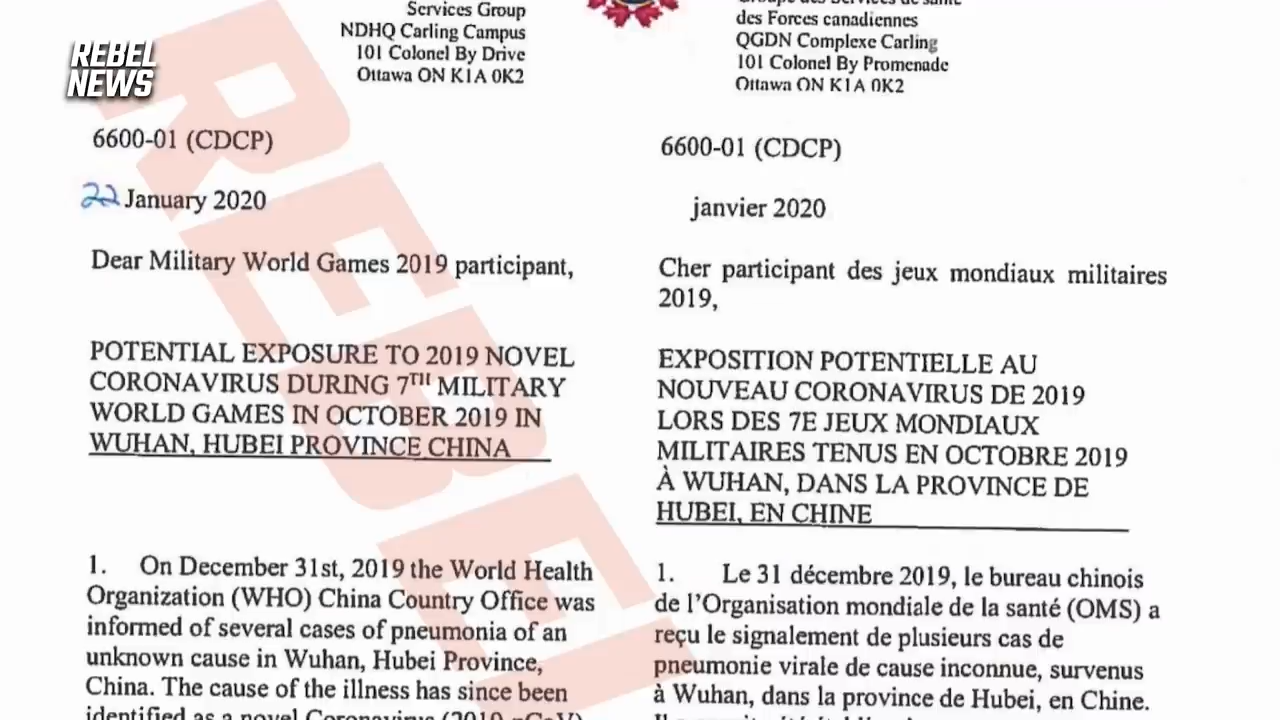 REBEL
NEWS
Services Group
NDHQ Carling Campus
101 Colonel By Drive
Ottawa ON K1A 0K2
des Forces canadiennes
QGDN Complexe Carling
101 Colonel By Promenade
Ottawa ON K1A 0K2
6600-01 (CDCP)
22 January 2020
Dear Military World Games 2019 participant,
POTENTIAL EXPOSURE TO 2019 NOVEL
CORONAVIRUS DURING 7TH MILITARY
WORLD GAMES IN OCTOBER 2019 IN
WUHAN, HUBEI PROVINCE CHINA
1. On December 31st, 2019 the World Health
Organization (WHO) China Country Office was
informed of several cases of pneumonia of an
unknown cause in Wuhan, Hubei Province,
China. The cause of the illness has since been
identified as a novel Coronavirus (2019-nCoV)
6600-01 (CDCP)
janvier 2020
Cher participant des jeux mondiaux militaires
2019,
EXPOSITION POTENTIELLE AU
NOUVEAU CORONAVIRUS DE 2019
LORS DES 7E JEUX MONDIAUX
MILITAIRES TENUS EN OCTOBRE 2019
À WUHAN, DANS LA PROVINCE DE
HUBEI, EN CHINE
1. Le 31 décembre 2019, le bureau chinois
de l'Organisation mondiale de la santé (OMS) a
reçu le signalement de plusieurs cas de
pneumonie virale de cause inconnue, survenus
à Wuhan, dans la province de Hubei, en Chine.
REBEL